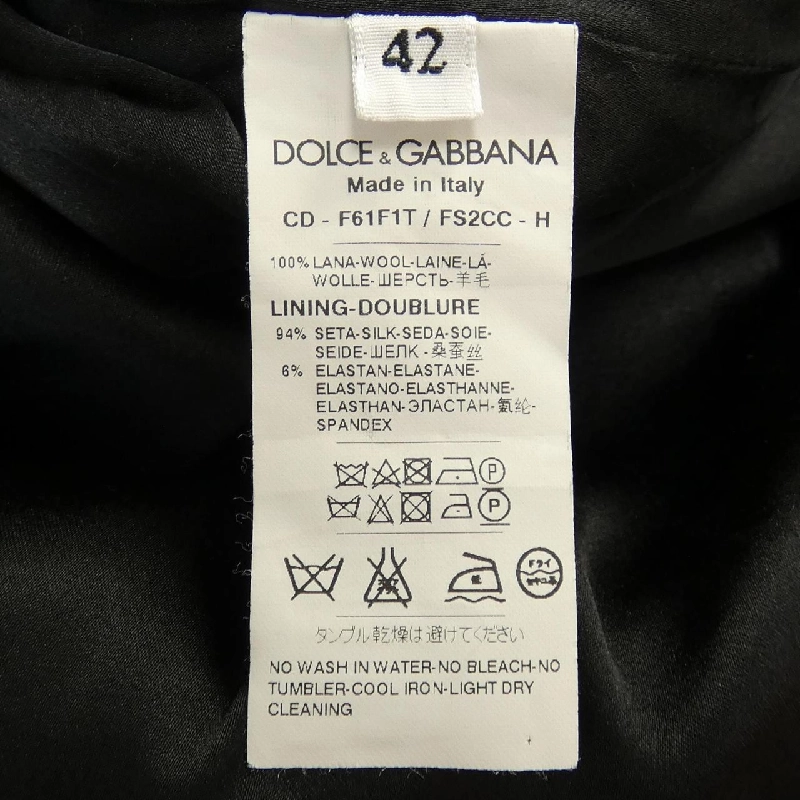 42
DOLCE & GABBANA
Made in Italy
CD - F61F1T / FS2CC - H
100% LANA-WOOL-LAINE-LÃ-
WOLLE-ШЕРСТЬ-羊毛
LINING-DOUBLURE
94% SETA-SILK-SEDA-SOIE-
SEIDE-ШЕЛК-桑蚕丝
6% ELASTAN-ELASTANE-
ELASTANO-ELASTHANNE-
ELASTHAN-ЭЛАСТАН-氨纶-
SPANDEX
P
P
ドライ
タンブル乾燥は避けてください
NO WASH IN WATER-NO BLEACH-NO
TUMBLER-COOL IRON-LIGHT DRY
CLEANING